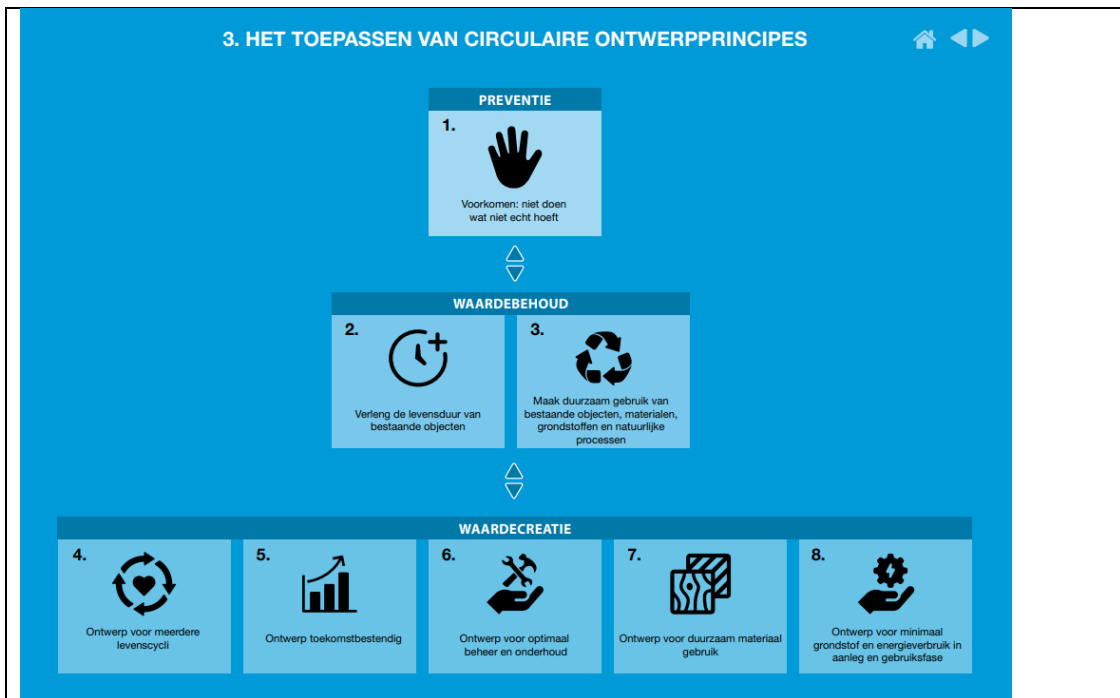 3. HET TOEPASSEN VAN CIRCULAIRE ONTWERPPRINCIPES
PREVENTIE
1.
Voorkomen: niet doen
wat niet echt hoeft
WAARDEBEHOUD
2.
Verleng de levensduur van
bestaande objecten
3.
Maak duurzaam gebruik van
bestaande objecten, materialen,
grondstoffen en natuurlijke
processen
WAARDECREATIE
4.
Ontwerp voor meerdere
levenscycli
5.
Ontwerp toekomstbestendig
6.
Ontwerp voor optimaal
beheer en onderhoud
7.
Ontwerp voor duurzaam materiaal
gebruik
8.
Ontwerp voor minimaal
grondstof en energieverbruik in
aanleg en gebruiksfase